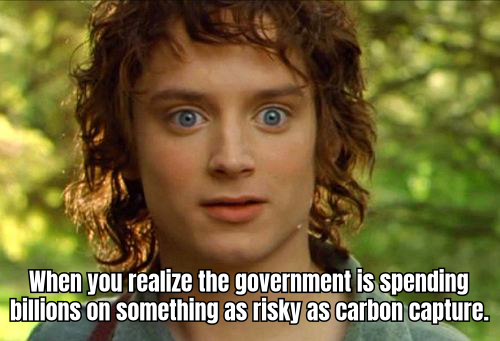 When you realize the government is spending
billions on something as risky as carbon capture.